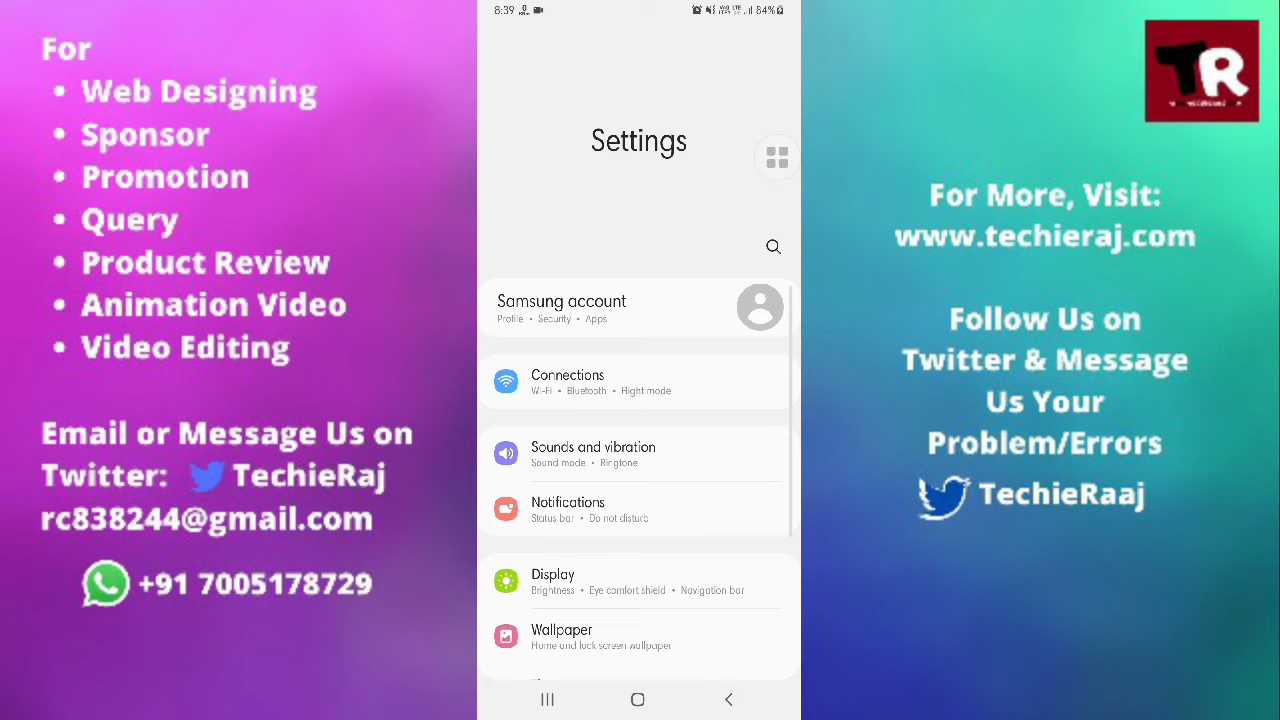 For
• Web Designing
• Sponsor
• Promotion
• Query
• Product Review
• Animation Video
• Video Editing
Email or Message Us on
Twitter: TechieRaj
rc838244@gmail.com
+91 7005178729
8:39
84%
Settings
Samsung account
Profile • Security • Apps
Connections
Wi-Fi • Bluetooth • Flight mode
Sounds and vibration
Sound mode • Ringtone
Notifications
Status bar • Do not disturb
Display
Brightness • Eye comfort shield • Navigation bar
Wallpaper
Home and lock screen wallpaper
TR
For More, Visit:
www.techieraj.com
Follow Us on
Twitter & Message
Us Your
Problem/Errors
TechieRaaj